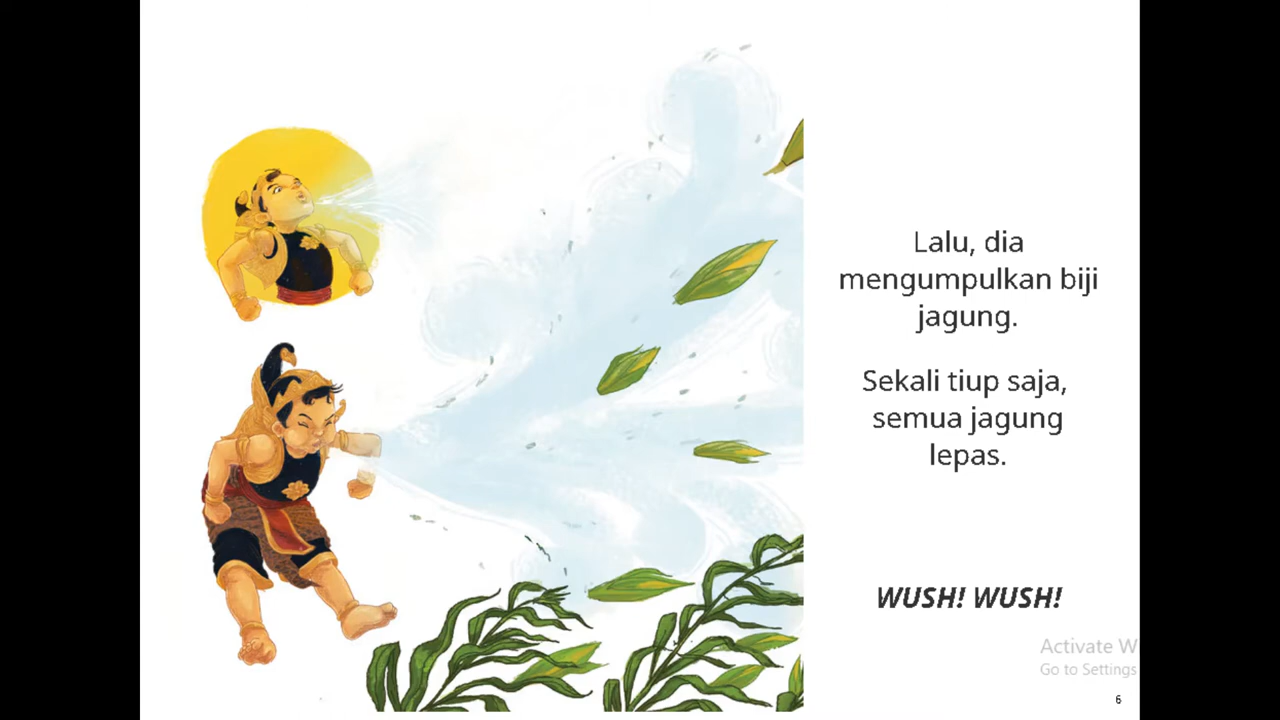 Lalu, dia
mengumpulkan biji
jagung.
Sekali tiup saja,
semua jagung
lepas.
WUSH! WUSH!
Activate W
Go to Settings
6